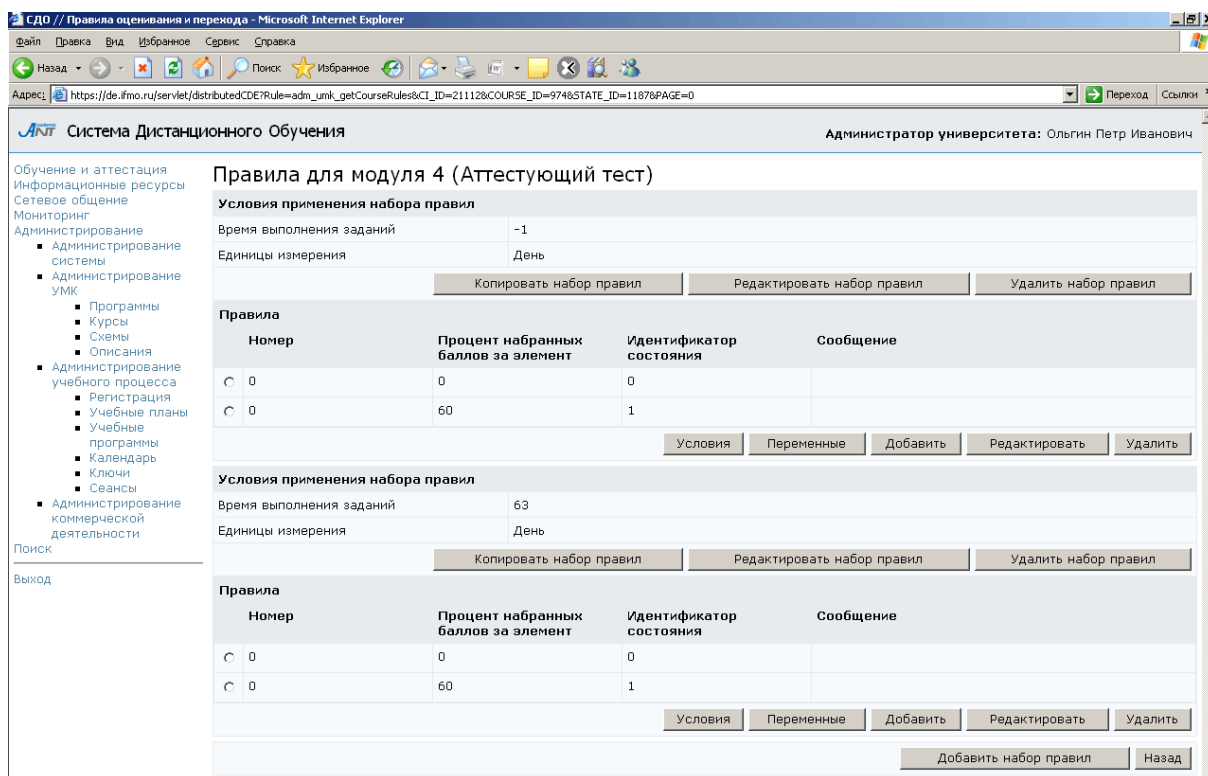 СДО // Правила оценивания и перехода - Microsoft Internet Explorer
Файл Правка Вид Избранное Сервис Справка
Назад Поиск Избранное
Адрес: https://de.ifmo.ru/servlet/distributedCDE?Rule=adm_umk_getCourseRules&CI_ID=21112&COURSE_ID=974&STATE_ID=1187&PAGE=0 Переход Ссылки
Academic ANT Система Дистанционного Обучения Администратор университета: Ольгин Петр Иванович
Обучение и аттестация
Информационные ресурсы
Сетевое общение
Мониторинг
Администрирование
Администрирование
системы
Администрирование
УМК
Программы
Курсы
Схемы
Описания
Администрирование
учебного процесса
Регистрация
Учебные планы
Учебные
программы
Календарь
Ключи
Сеансы
Администрирование
коммерческой
деятельности
Поиск
Выход
Правила для модуля 4 (Аттестующий тест)
Условия применения набора правил
Время выполнения заданий -1
Единицы измерения День
Копировать набор правил Редактировать набор правил Удалить набор правил
Правила
Номер Процент набранных Идентификатор Сообщение
баллов за элемент состояния
0 0 0
0 60 1
Условия Переменные Добавить Редактировать Удалить
Условия применения набора правил
Время выполнения заданий 63
Единицы измерения День
Копировать набор правил Редактировать набор правил Удалить набор правил
Правила
Номер Процент набранных Идентификатор Сообщение
баллов за элемент состояния
0 0 0
0 60 1
Условия Переменные Добавить Редактировать Удалить
Добавить набор правил Назад